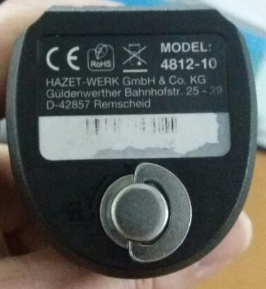 CE RoHS MODEL:
4812-10
HAZET-WERK GmbH & Co. KG
Güldenwerther Bahnhofstr. 25 - 29
D-42857 Remscheid